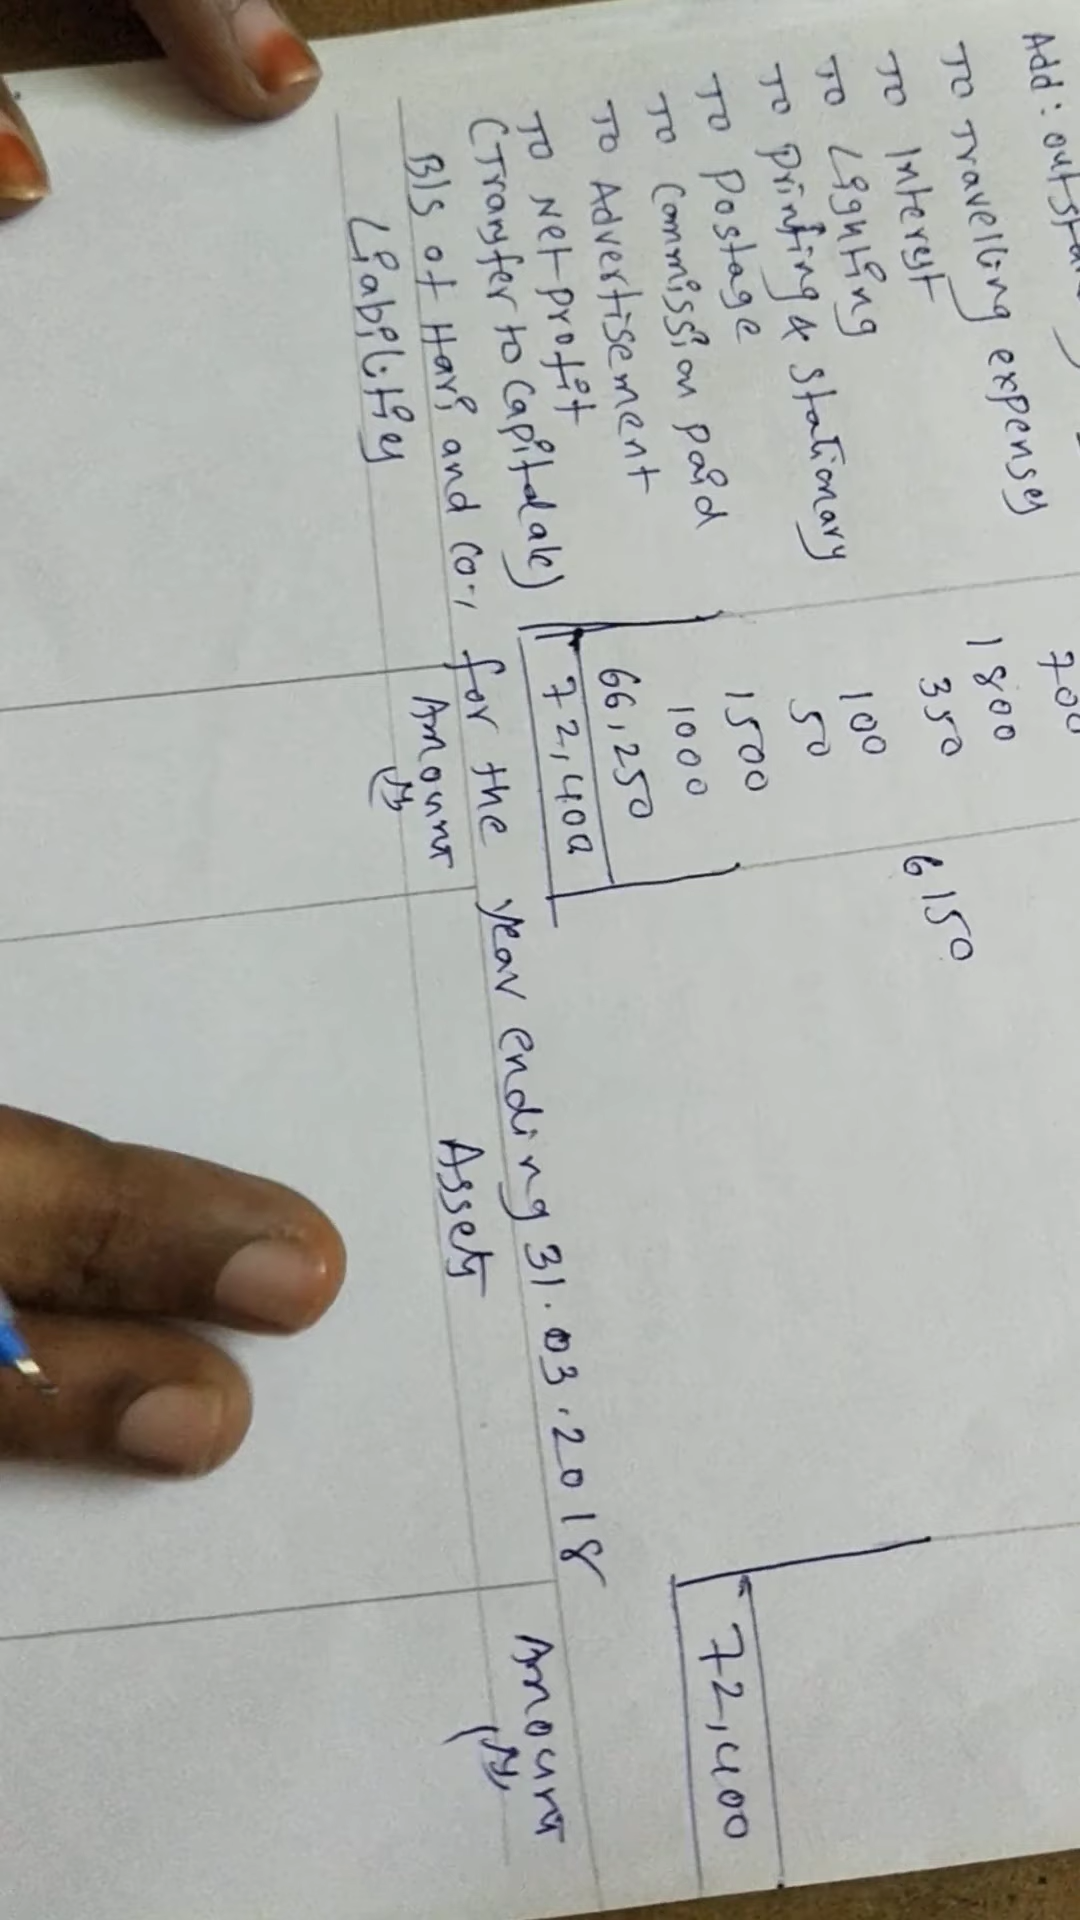 Add: outsta
To Travelling expenses 700
To Interest 1800
To Lighting 350
To Printing & Stationary 100
To Postage 50
To Commission paid 1500
To Advertisement 1000
6150
To Net profit 66,250
(Transfer to Capital a/c)
72,400 72,400
B/S of Hari and Co., for the year ending 31.03.2018
Liabilities Amount Assets Amount